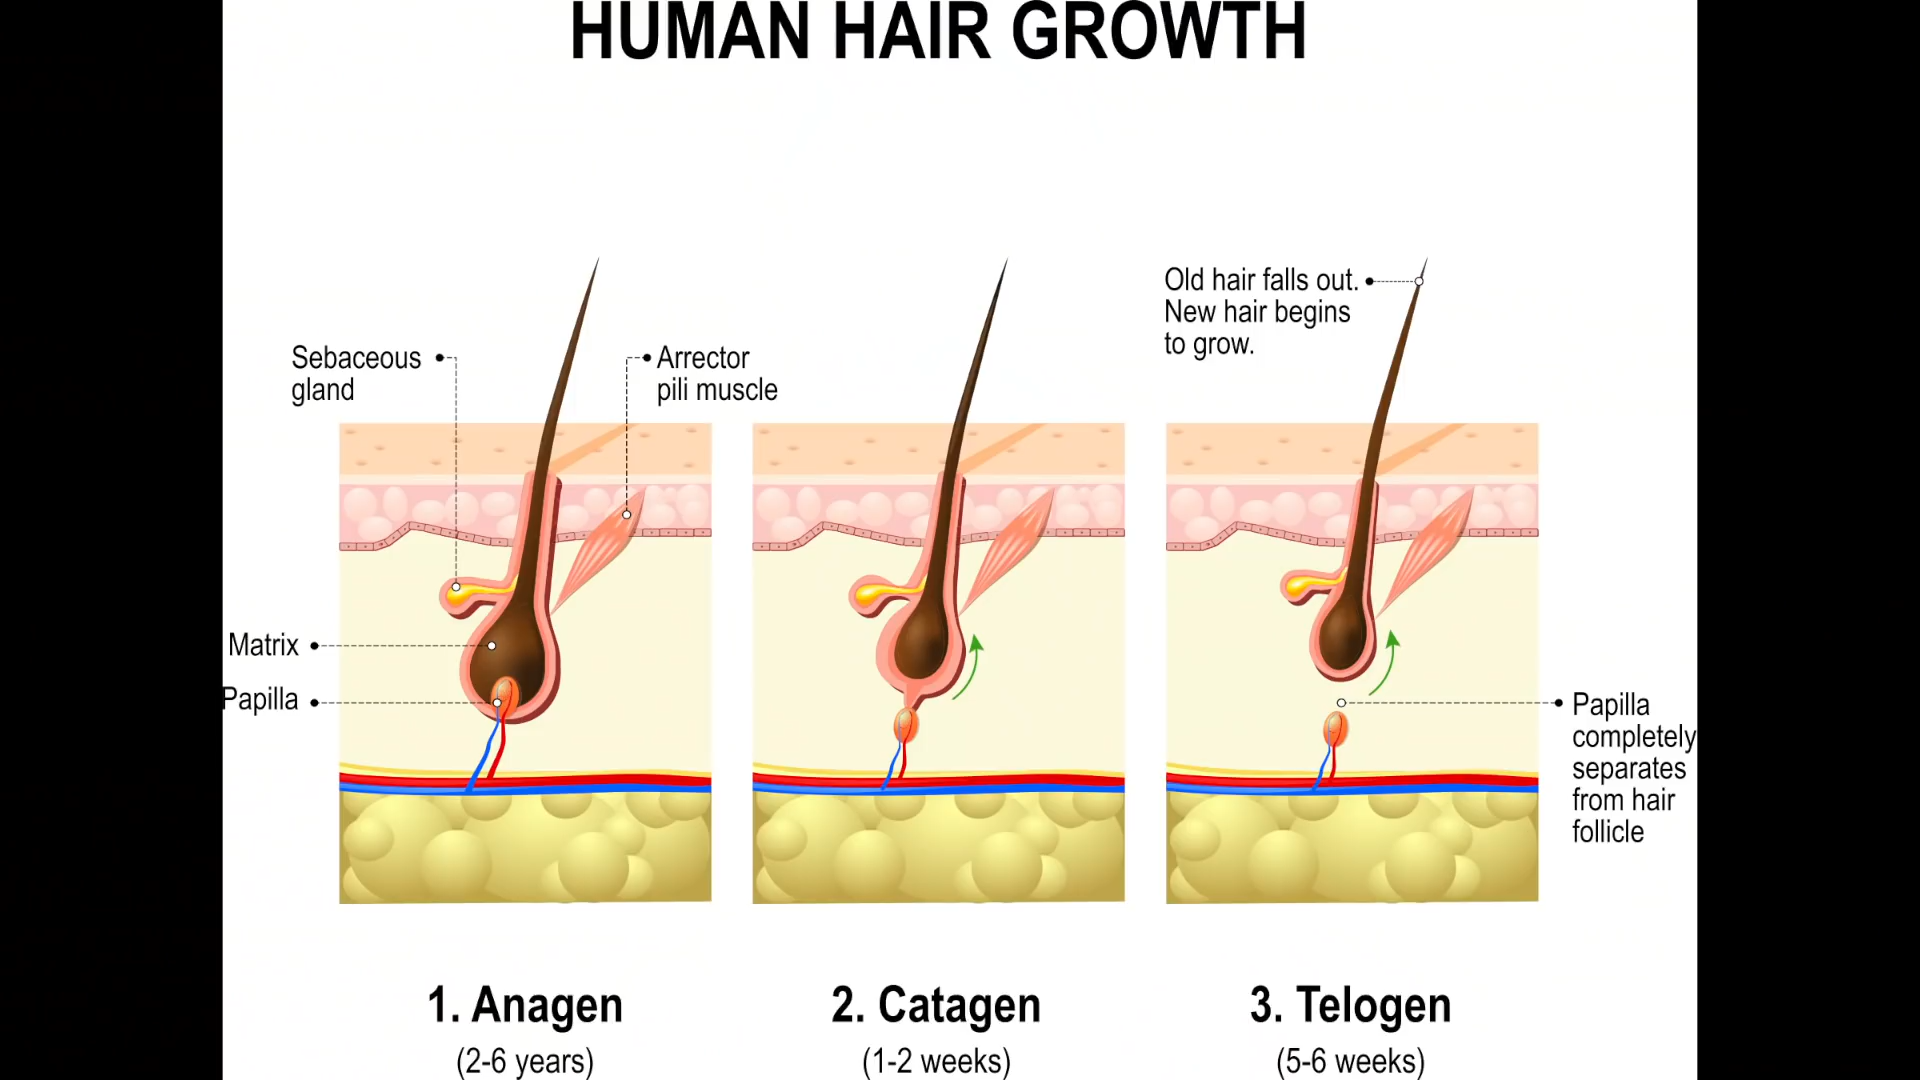 HUMAN HAIR GROWTH
Sebaceous
gland
Arrector
pili muscle
Matrix
Papilla
Old hair falls out.
New hair begins
to grow.
Papilla
completely
separates
from hair
follicle
1. Anagen
(2-6 years)
2. Catagen
(1-2 weeks)
3. Telogen
(5-6 weeks)